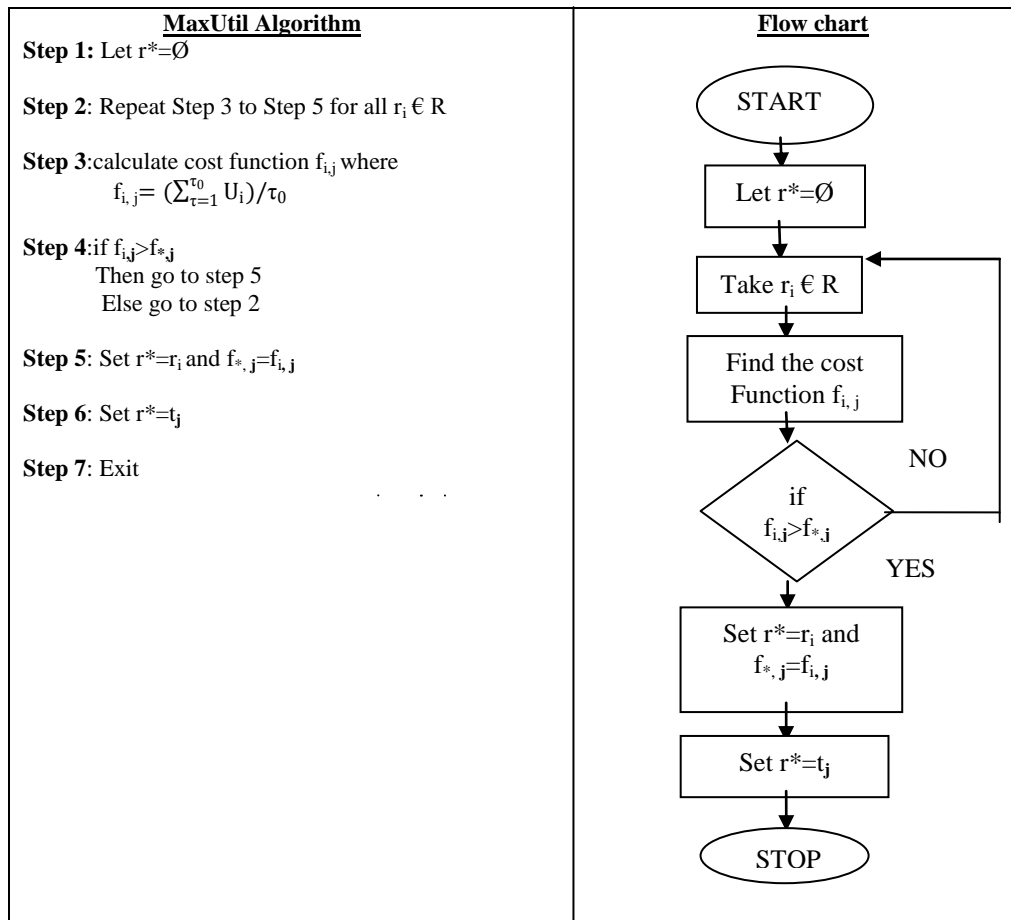 MaxUtil Algorithm
Step 1: Let r*=Ø
Step 2: Repeat Step 3 to Step 5 for all rᵢ € R
Step 3:calculate cost function fᵢ,ⱼ where
fᵢ, ⱼ= (∑_{τ=1}^{τ₀} Uᵢ)/τ₀
Step 4:if fᵢ,ⱼ>f*,ⱼ
Then go to step 5
Else go to step 2
Step 5: Set r*=rᵢ and f*, ⱼ=fᵢ, ⱼ
Step 6: Set r*=tⱼ
Step 7: Exit
Flow chart
START
Let r*=Ø
Take rᵢ € R
Find the cost
Function fᵢ, ⱼ
NO
if
fᵢ,ⱼ>f*,ⱼ
YES
Set r*=rᵢ and
f*, ⱼ=fᵢ, ⱼ
Set r*=tⱼ
STOP